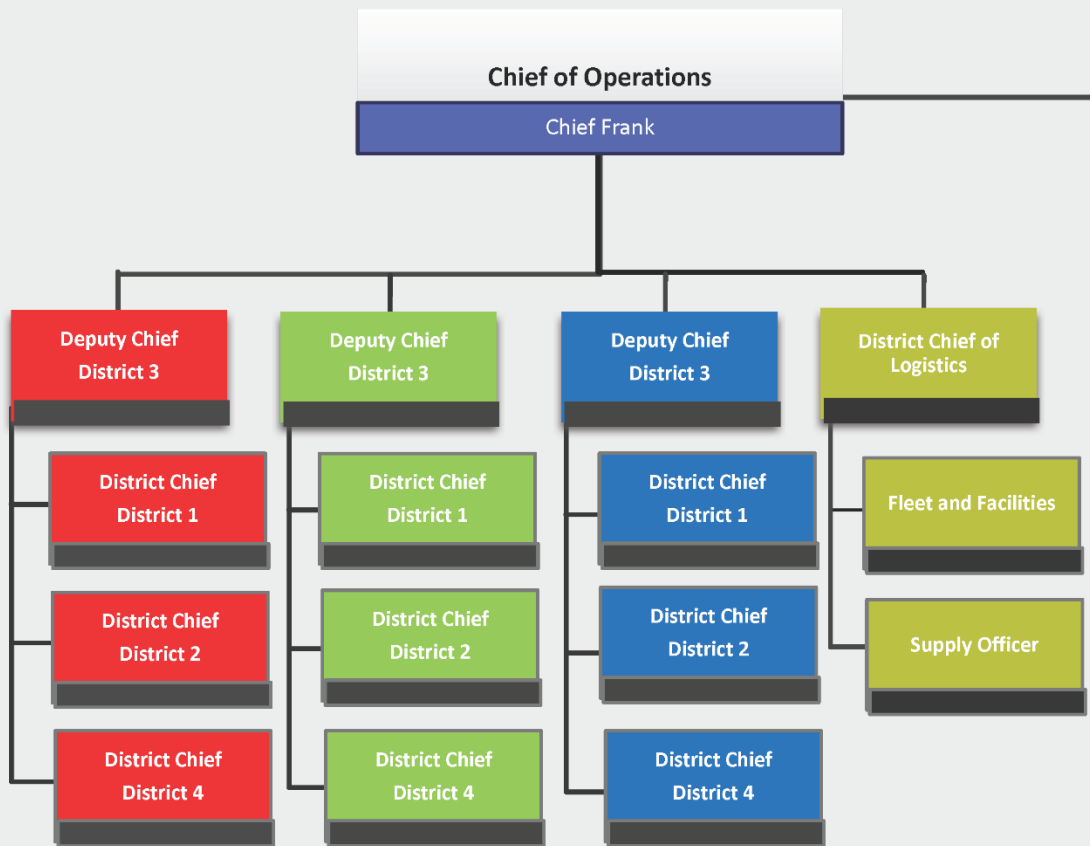 Chief of Operations
Chief Frank
Deputy Chief
District 3
Deputy Chief
District 3
Deputy Chief
District 3
District Chief of
Logistics
District Chief
District 1
District Chief
District 1
District Chief
District 1
Fleet and Facilities
District Chief
District 2
District Chief
District 2
District Chief
District 2
Supply Officer
District Chief
District 4
District Chief
District 4
District Chief
District 4